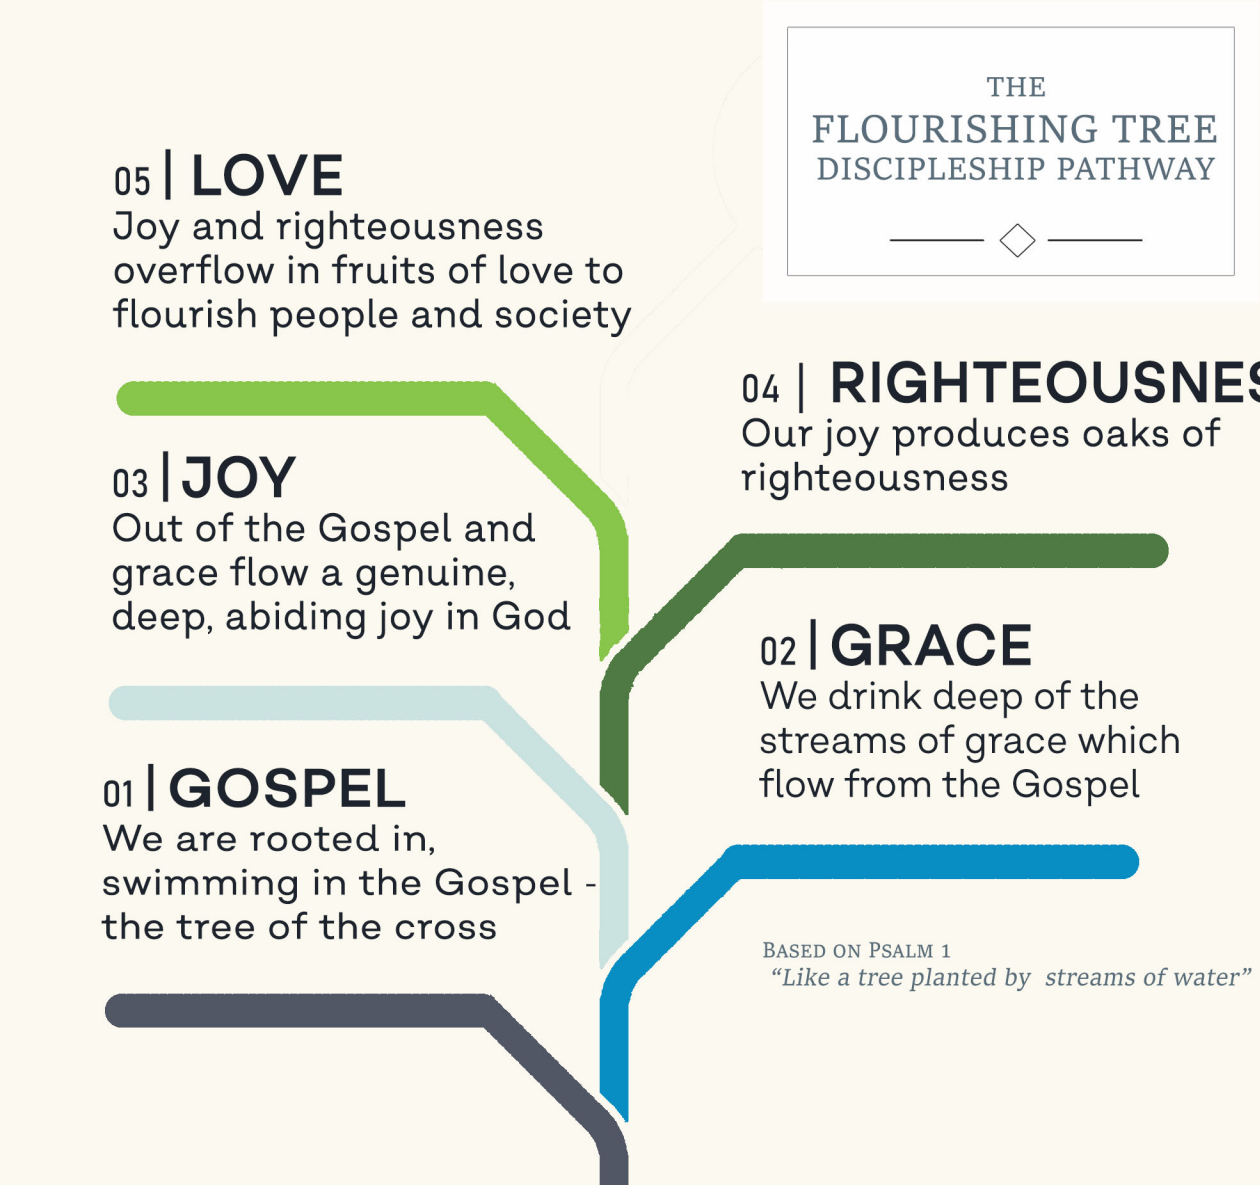 THE
FLOURISHING TREE
DISCIPLESHIP PATHWAY
05 | LOVE
Joy and righteousness
overflow in fruits of love to
flourish people and society
04 | RIGHTEOUSNES
Our joy produces oaks of
righteousness
03 | JOY
Out of the Gospel and
grace flow a genuine,
deep, abiding joy in God
02 | GRACE
We drink deep of the
streams of grace which
flow from the Gospel
01 | GOSPEL
We are rooted in,
swimming in the Gospel -
the tree of the cross
BASED ON PSALM 1
“Like a tree planted by streams of water”